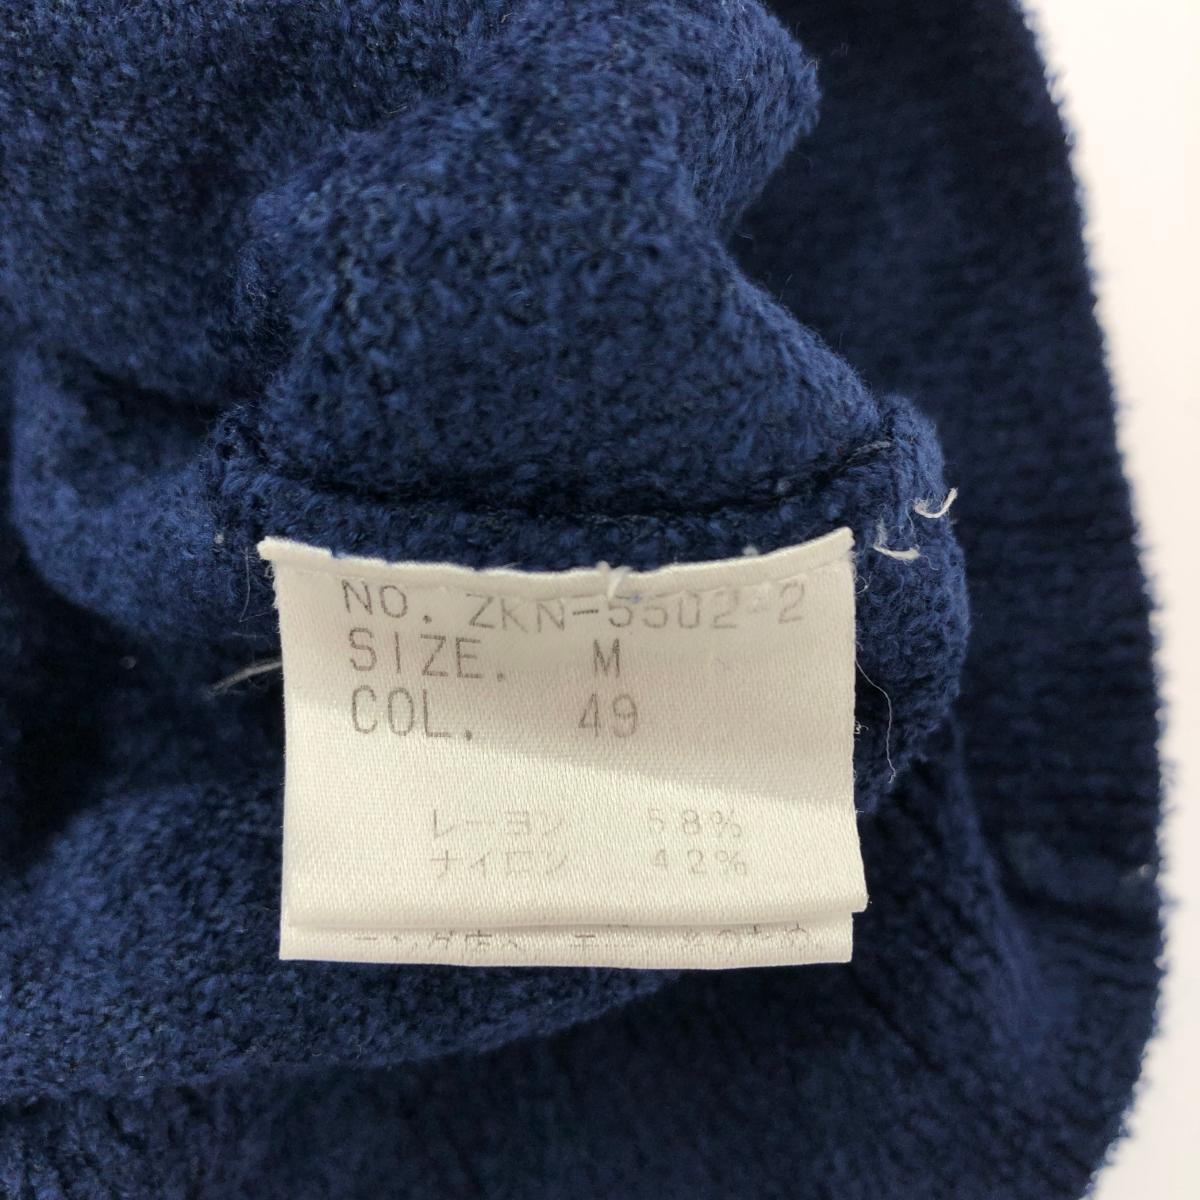 NO. ZKN-5502-2
SIZE. M
COL. 49
レーヨン 58%
ナイロン 42%